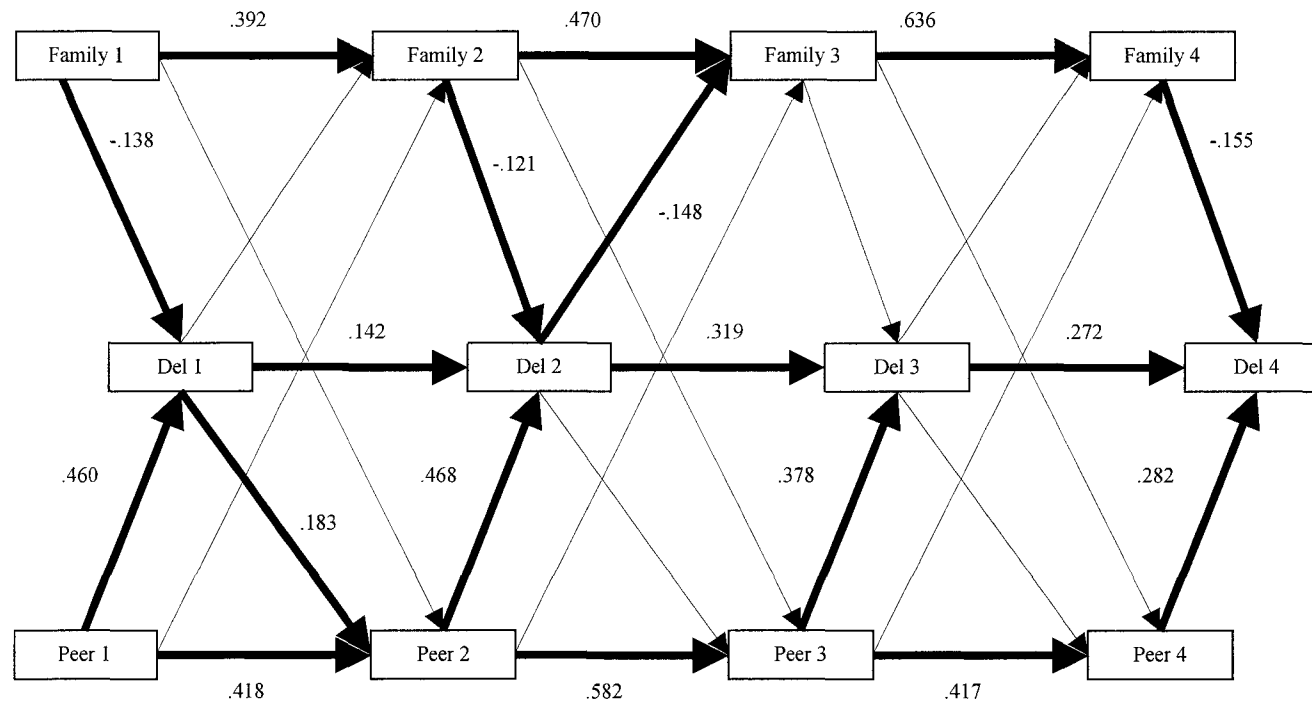 .392
.470
.636
Family 1
Family 2
Family 3
Family 4
-.138
-.121
-.148
-.155
.142
.319
.272
Del 1
Del 2
Del 3
Del 4
.460
.183
.468
.378
.282
Peer 1
Peer 2
Peer 3
Peer 4
.418
.582
.417